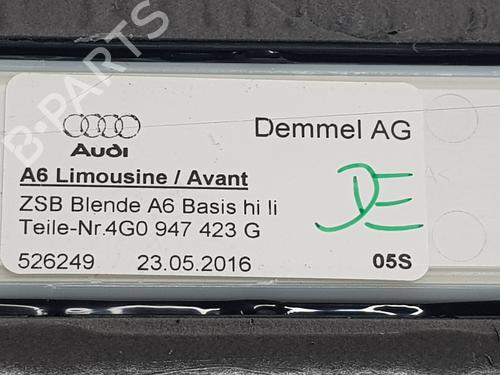 B-PARTS
Audi
Demmel AG
A6 Limousine / Avant
ZSB Blende A6 Basis hi li
Teile-Nr.4G0 947 423 G
DE
526249 23.05.2016 05S